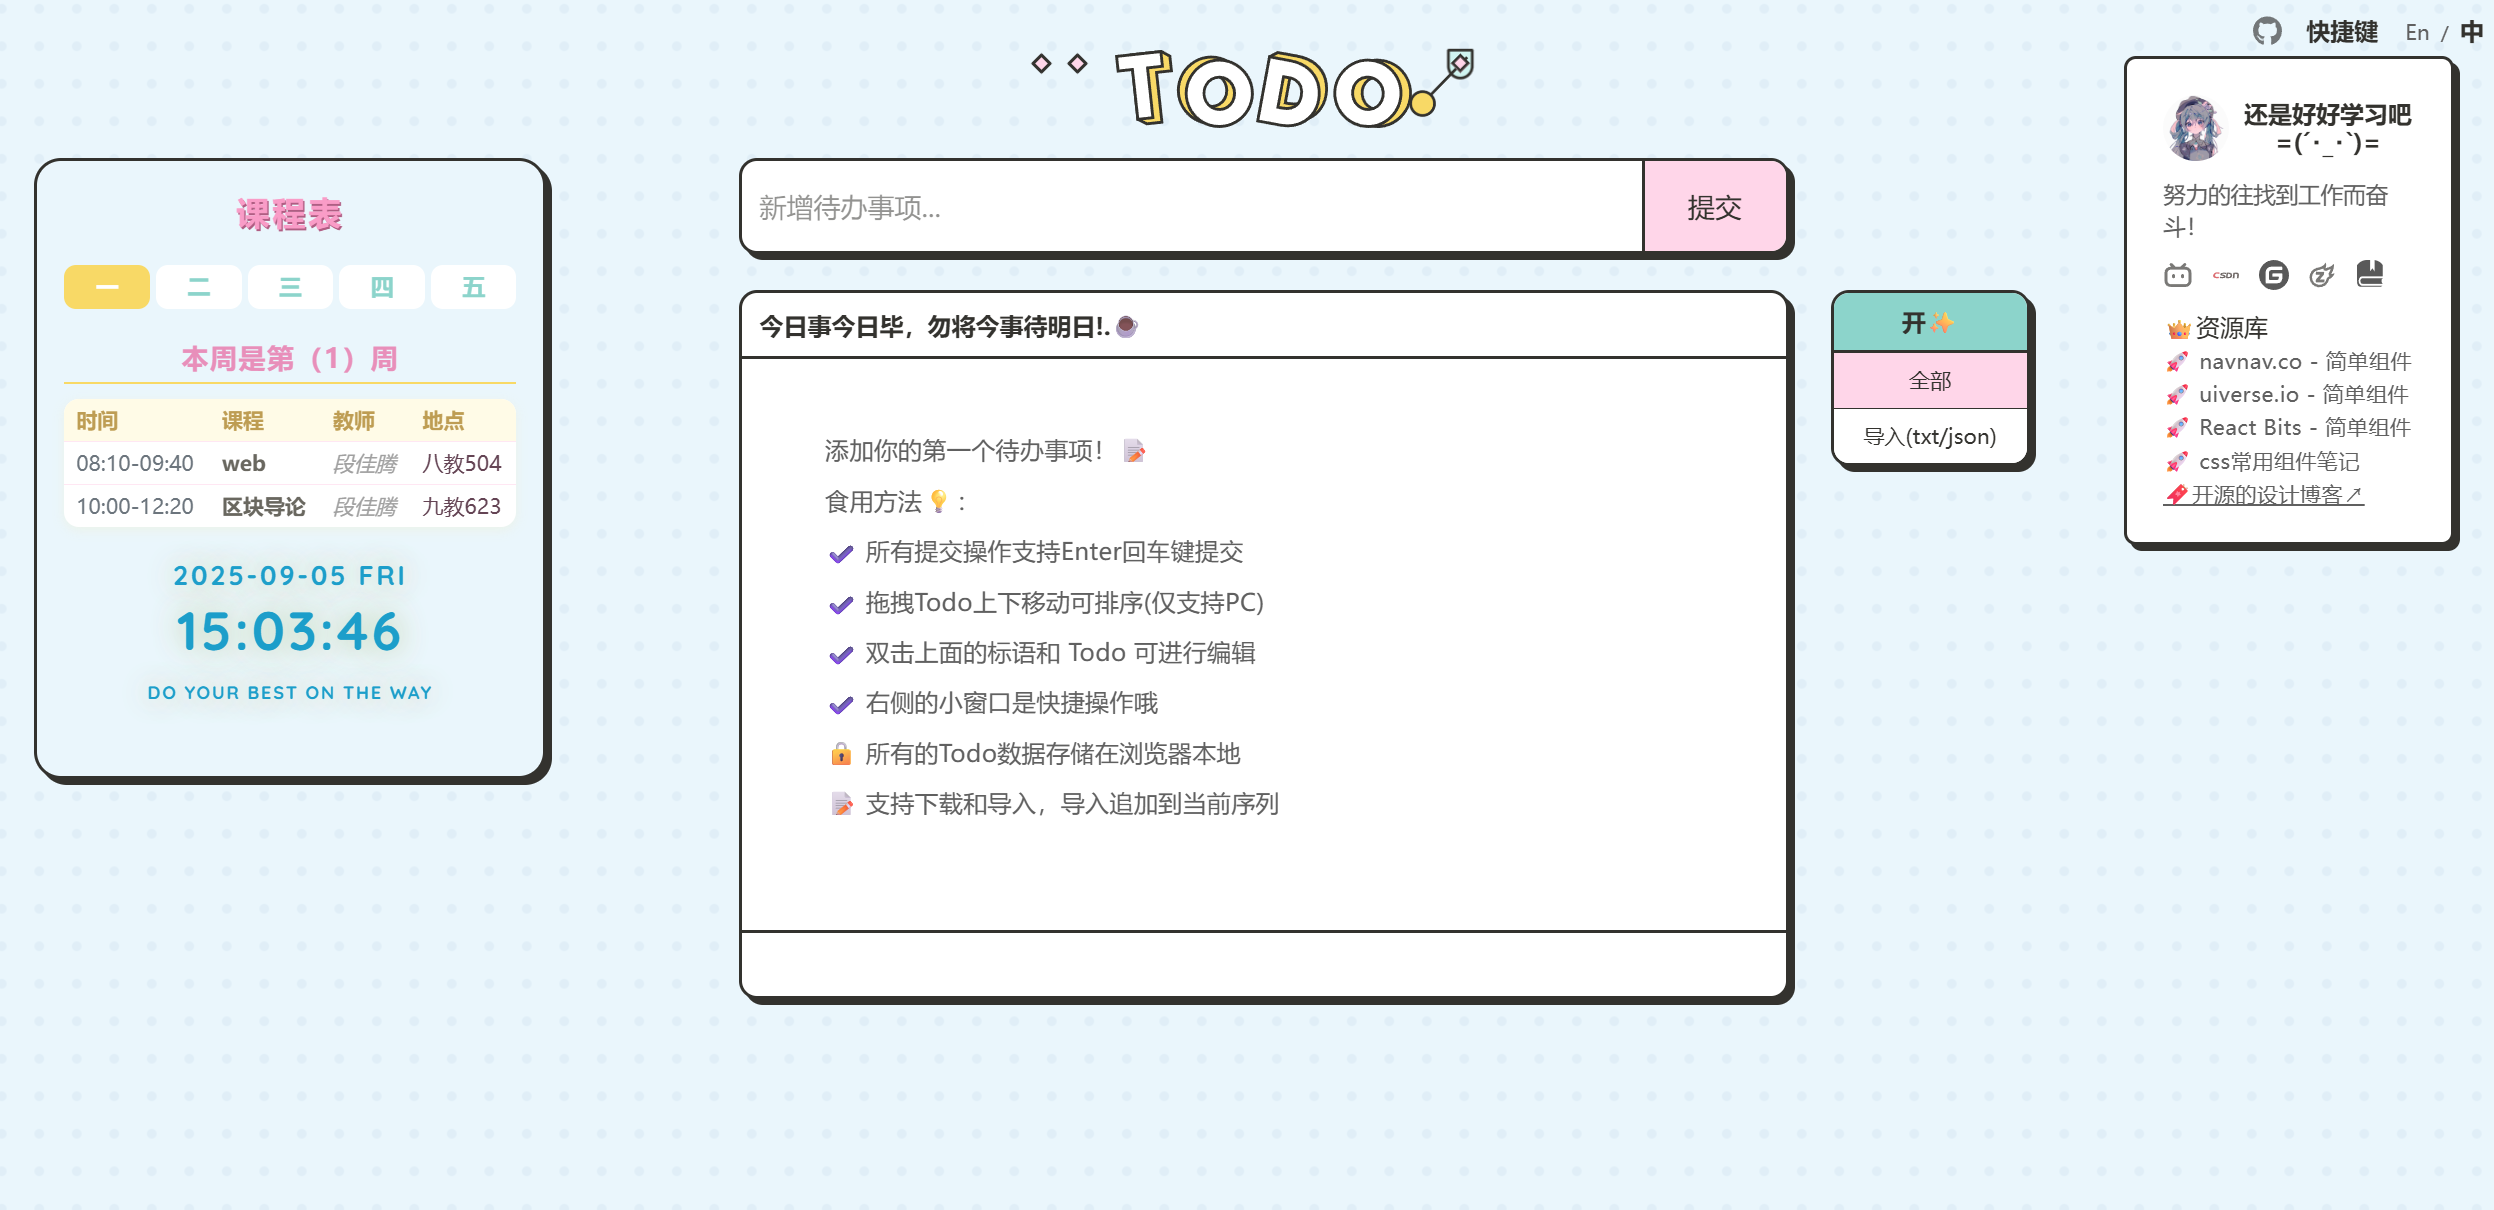 快捷键 En / 中
TODO
课程表
一 二 三 四 五
本周是第（1）周
时间 课程 教师 地点
08:10-09:40 web 段佳腾 八教504
10:00-12:20 区块导论 段佳腾 九教623
2025-09-05 FRI
15:03:46
DO YOUR BEST ON THE WAY
新增待办事项...
提交
今日事今日毕，勿将今事待明日!.☕
添加你的第一个待办事项！📝
食用方法💡：
✔ 所有提交操作支持Enter回车键提交
✔ 拖拽Todo上下移动可排序(仅支持PC)
✔ 双击上面的标语和 Todo 可进行编辑
✔ 右侧的小窗口是快捷操作哦
🔒 所有的Todo数据存储在浏览器本地
📝 支持下载和导入，导入追加到当前序列
开✨
全部
导入(txt/json)
还是好好学习吧
=(´･_･`)=
努力的往找到工作而奋
斗！
CSDN
👑资源库
🚀 navnav.co - 简单组件
🚀 uiverse.io - 简单组件
🚀 React Bits - 简单组件
🚀 css常用组件笔记
🔖开源的设计博客↗